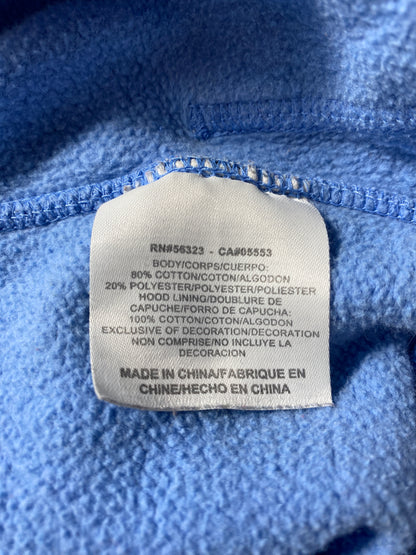 RN#56323 - CA#05553
BODY/CORPS/CUERPO:
80% COTTON/COTON/ALGODON
20% POLYESTER/POLYESTER/POLIESTER
HOOD LINING/DOUBLURE DE
CAPUCHE/FORRO DE CAPUCHA:
100% COTTON/COTON/ALGODON
EXCLUSIVE OF DECORATION/DECORATION
NON COMPRISE/NO INCLUYE LA
DECORACION
MADE IN CHINA/FABRIQUE EN
CHINE/HECHO EN CHINA